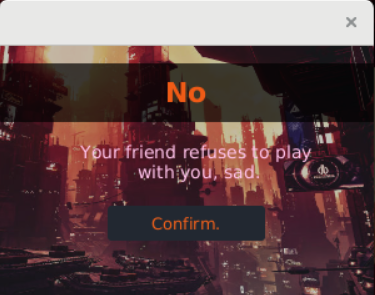 No
Your friend refuses to play
with you, sad.
Confirm.